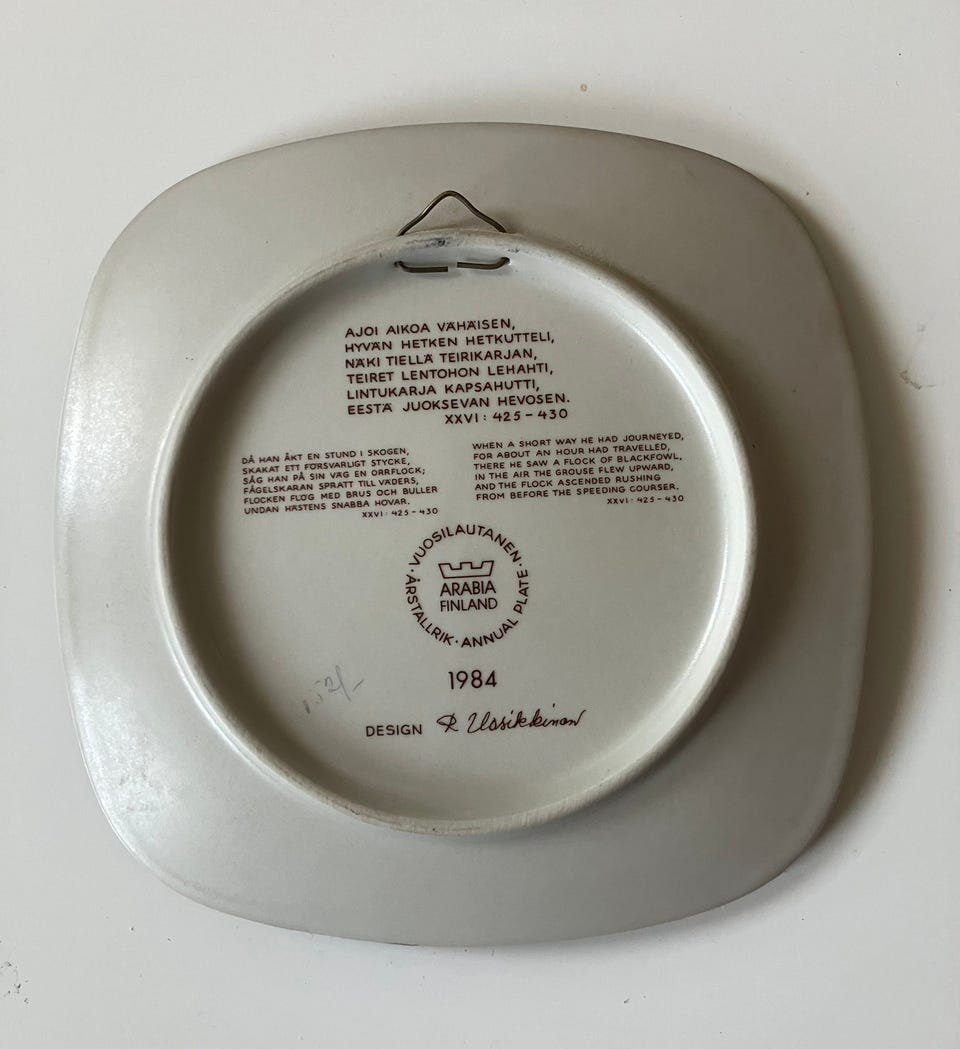 AJOI AIKOA VÄHÄISEN,
HYVÄN HETKEN HETKUTTELI,
NÄKI TIELLÄ TEIRIKARJAN,
TEIRET LENTOHON LEHAHTI,
LINTUKARJA KAPSAHUTTI,
EESTÄ JUOKSEVAN HEVOSEN.
XXVI: 425-430
DÅ HAN ÅKT EN STUND I SKOGEN,
SKAKAT ETT FÖRSVARLIGT STYCKE,
SÅG HAN PÅ SIN VÄG EN ORRFLOCK;
FÅGELSKARAN SPRATT TILL VÄDERS,
FLOCKEN FLÖG MED BRUS OCH BULLER
UNDAN HÄSTENS SNABBA HOVAR.
XXVI: 425-430
WHEN A SHORT WAY HE HAD JOURNEYED,
FOR ABOUT AN HOUR HAD TRAVELLED,
THERE HE SAW A FLOCK OF BLACKFOWL,
IN THE AIR THE GROUSE FLEW UPWARD,
AND THE FLOCK ASCENDED RUSHING
FROM BEFORE THE SPEEDING COURSER.
XXVI: 425-430
· VUOSILAUTANEN · ANNUAL PLATE · ÅRSTALLRIK
ARABIA
FINLAND
1984
DESIGN R Uosikkinen